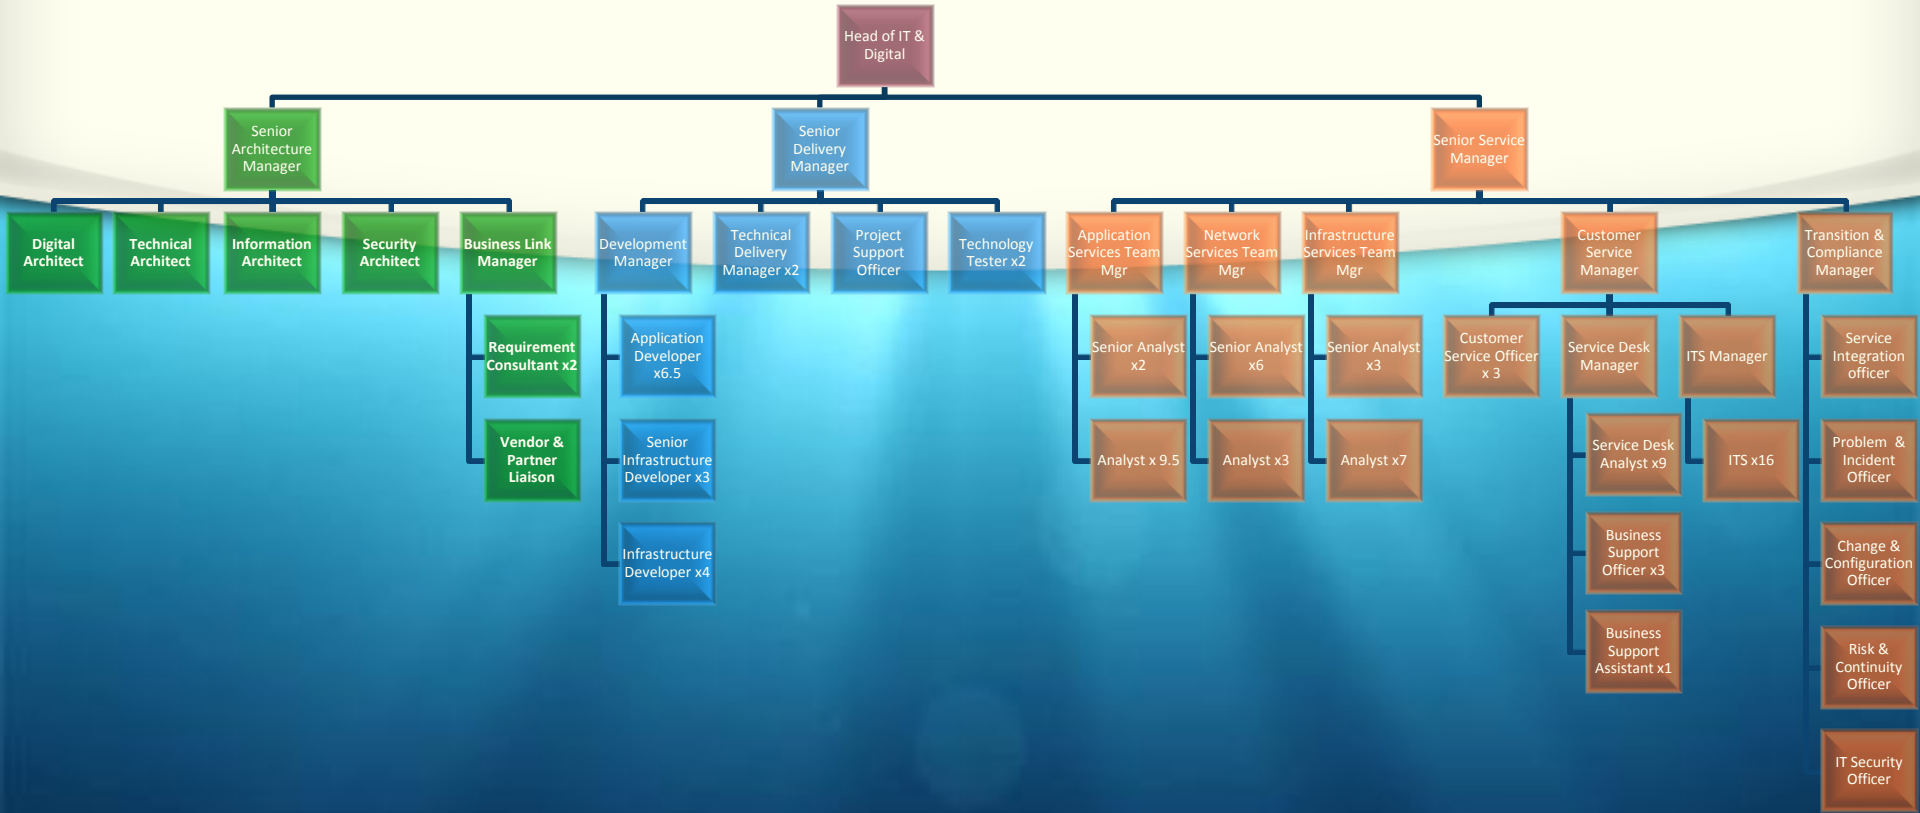 Head of IT &
Digital
Senior
Architecture
Manager
Senior
Delivery
Manager
Senior Service
Manager
Digital
Architect
Technical
Architect
Information
Architect
Security
Architect
Business Link
Manager
Development
Manager
Technical
Delivery
Manager x2
Project
Support
Officer
Technology
Tester x2
Application
Services Team
Mgr
Network
Services Team
Mgr
Infrastructure
Services Team
Mgr
Customer
Service
Manager
Transition &
Compliance
Manager
Requirement
Consultant x2
Application
Developer
x6.5
Senior Analyst
x2
Senior Analyst
x6
Senior Analyst
x3
Customer
Service Officer
x 3
Service Desk
Manager
ITS Manager
Service
Integration
officer
Vendor &
Partner
Liaison
Senior
Infrastructure
Developer x3
Analyst x 9.5
Analyst x3
Analyst x7
Service Desk
Analyst x9
ITS x16
Problem &
Incident
Officer
Infrastructure
Developer x4
Business
Support
Officer x3
Change &
Configuration
Officer
Business
Support
Assistant x1
Risk &
Continuity
Officer
IT Security
Officer